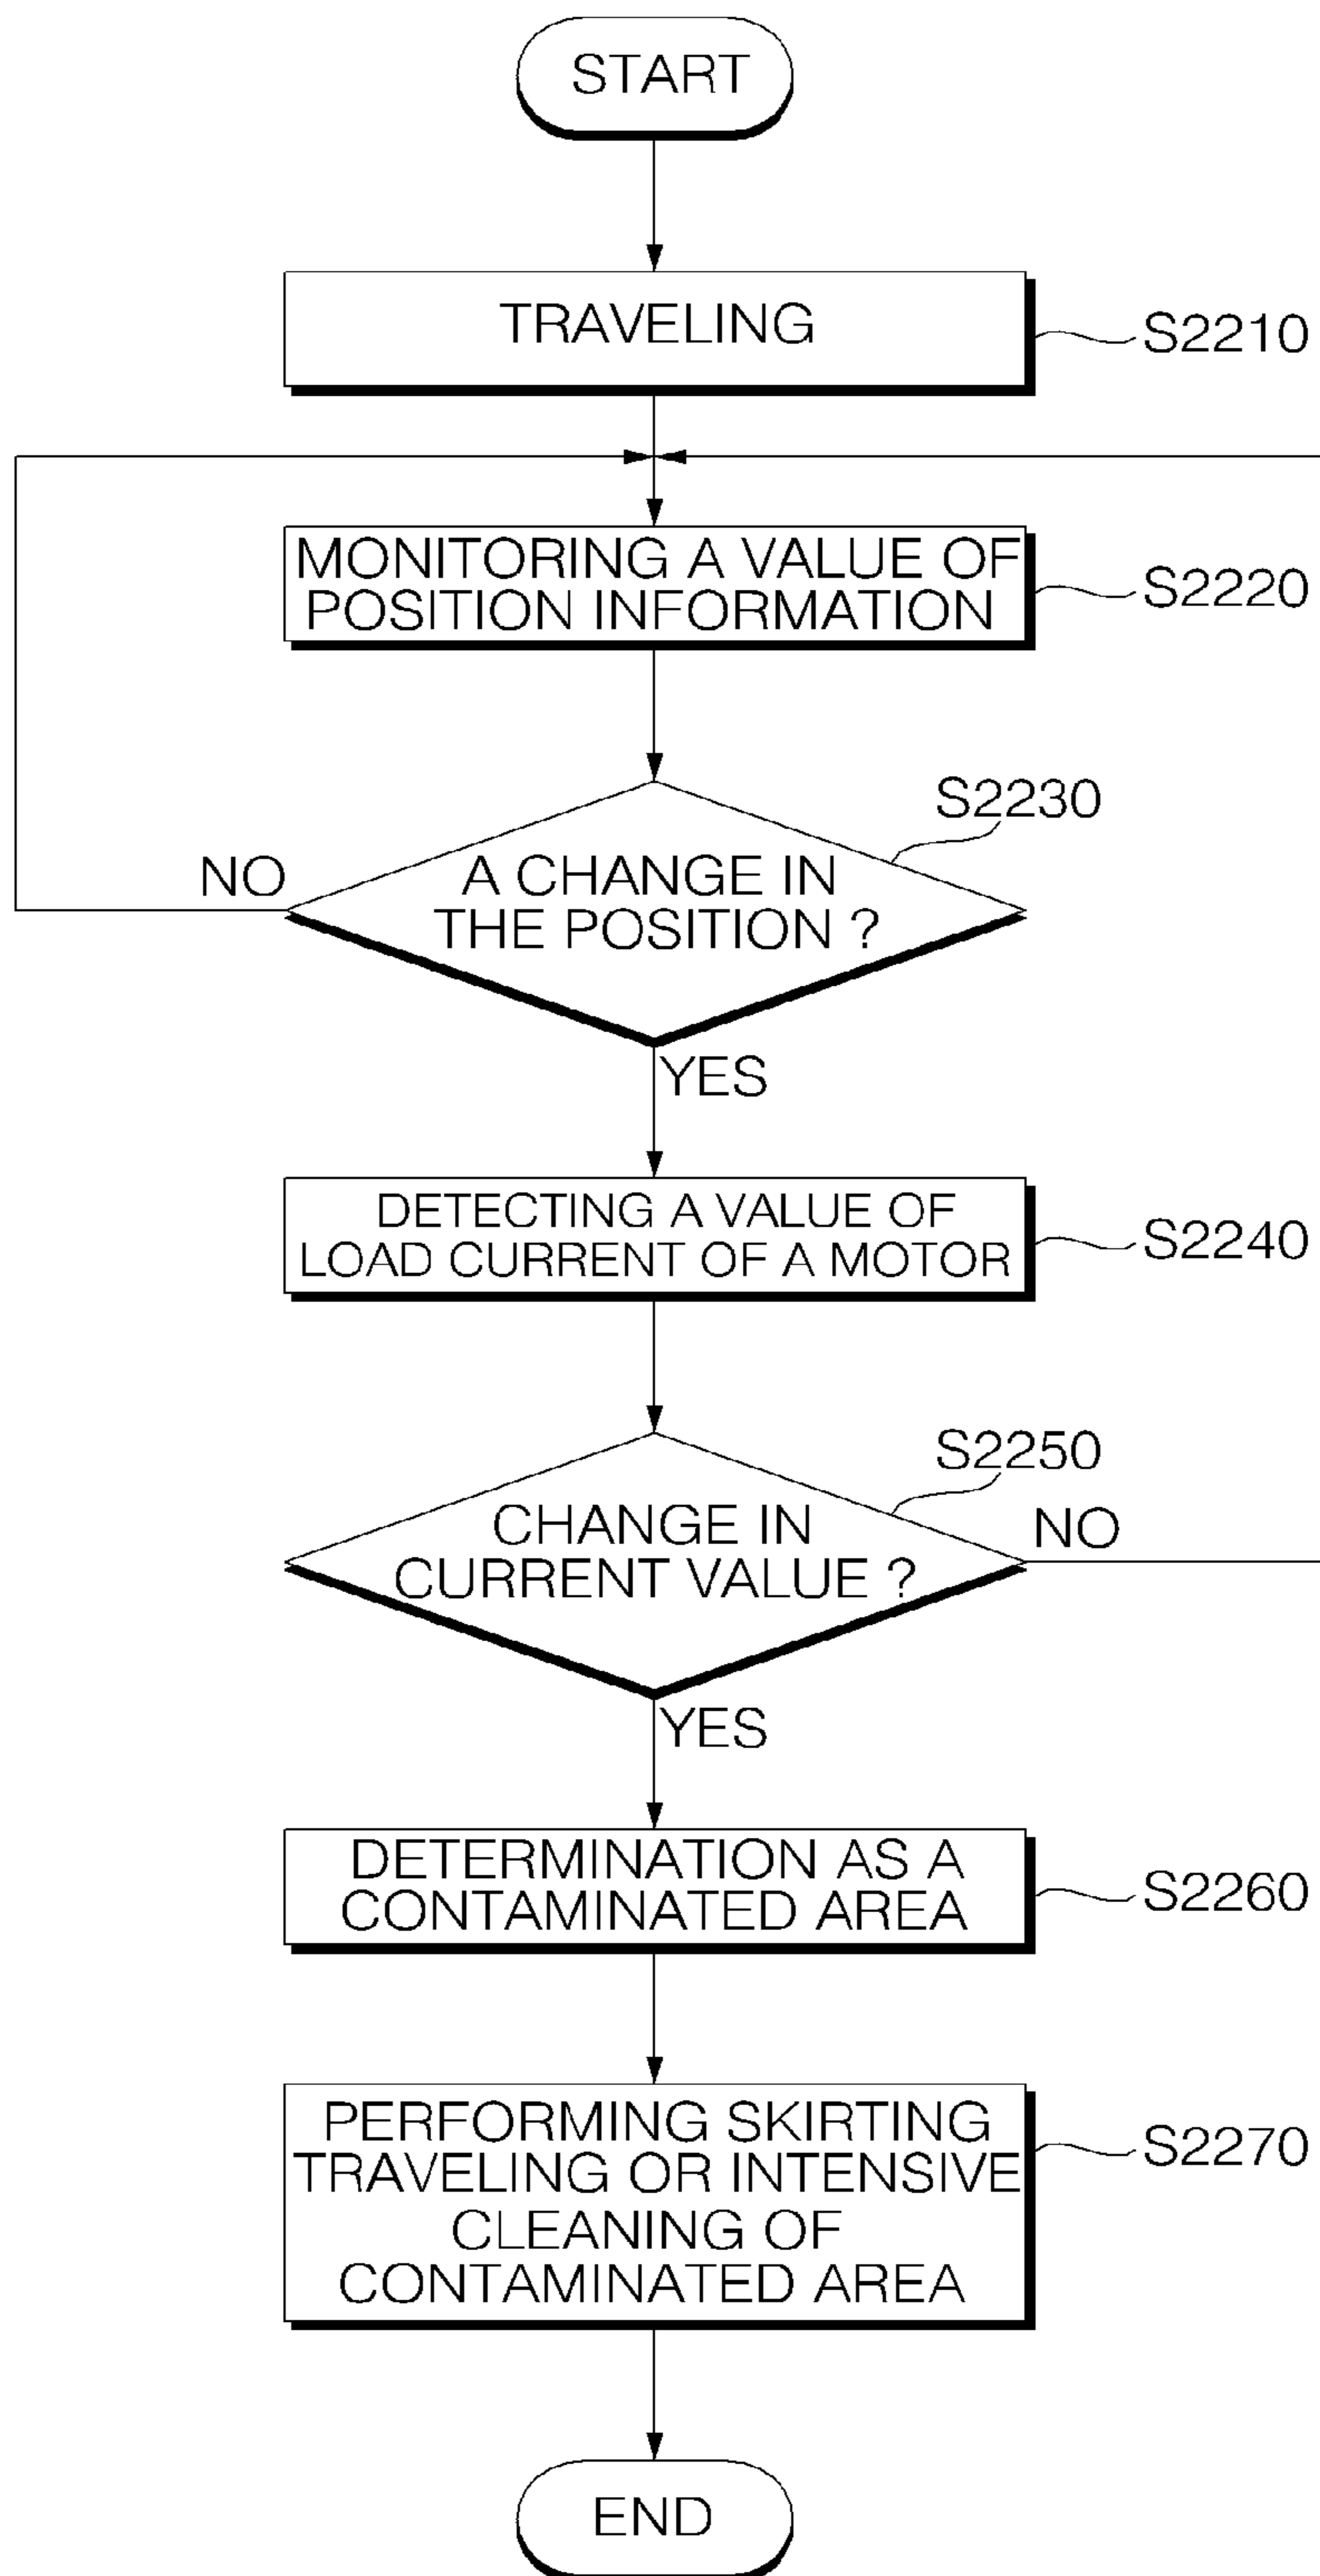 START
TRAVELING
S2210
MONITORING A VALUE OF
POSITION INFORMATION
S2220
S2230
A CHANGE IN
THE POSITION ?
NO
YES
DETECTING A VALUE OF
LOAD CURRENT OF A MOTOR
S2240
S2250
CHANGE IN
CURRENT VALUE ?
NO
YES
DETERMINATION AS A
CONTAMINATED AREA
S2260
PERFORMING SKIRTING
TRAVELING OR INTENSIVE
CLEANING OF
CONTAMINATED AREA
S2270
END